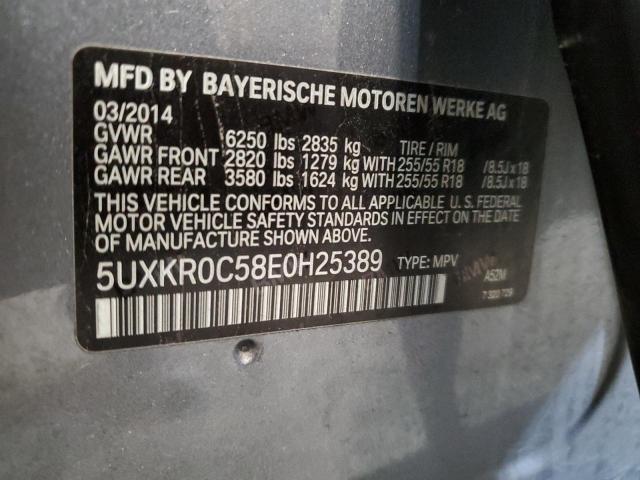 MFD BY BAYERISCHE MOTOREN WERKE AG
03/2014
GVWR 6250 lbs 2835 kg TIRE / RIM
GAWR FRONT 2820 lbs 1279 kg WITH 255/55 R18 /8.5J x 18
GAWR REAR 3580 lbs 1624 kg WITH 255/55 R18 /8.5J x 18
THIS VEHICLE CONFORMS TO ALL APPLICABLE U. S. FEDERAL
MOTOR VEHICLE SAFETY STANDARDS IN EFFECT ON THE DATE
OF MANUFACTURE SHOWN ABOVE.
5UXKR0C58E0H25389 TYPE: MPV
A5ZM